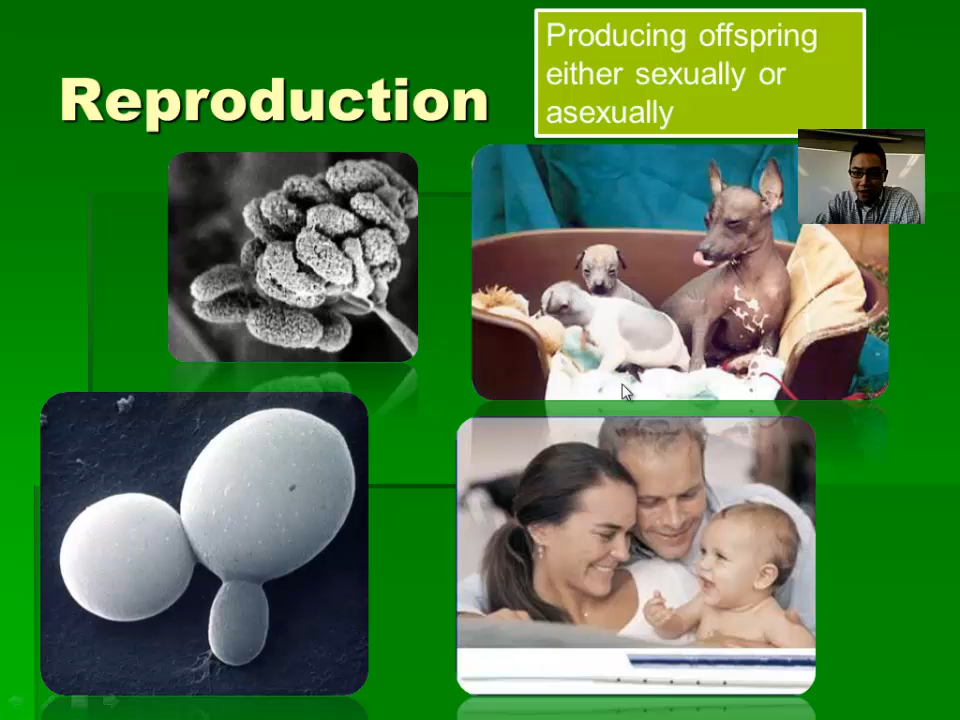 Reproduction
Producing offspring
either sexually or
asexually